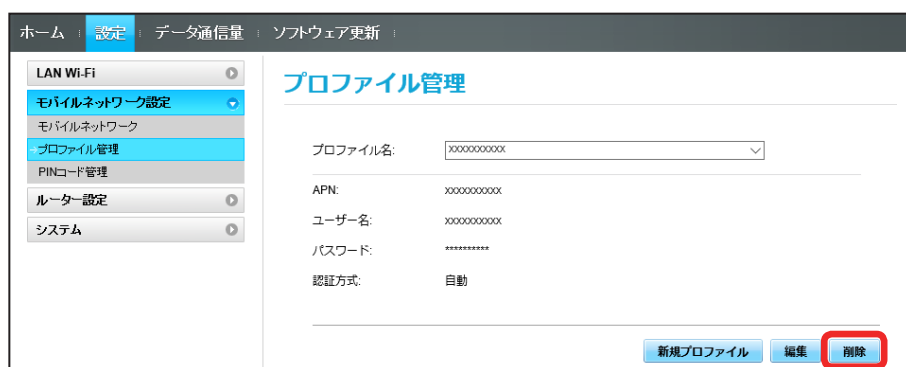 ホーム 設定 データ通信量 ソフトウェア更新
LAN Wi-Fi
モバイルネットワーク設定
モバイルネットワーク
プロファイル管理
PINコード管理
ルーター設定
システム
プロファイル管理
プロファイル名: xxxxxxxxxx
APN: xxxxxxxxxx
ユーザー名: xxxxxxxxxx
パスワード: **********
認証方式: 自動
新規プロファイル 編集 削除